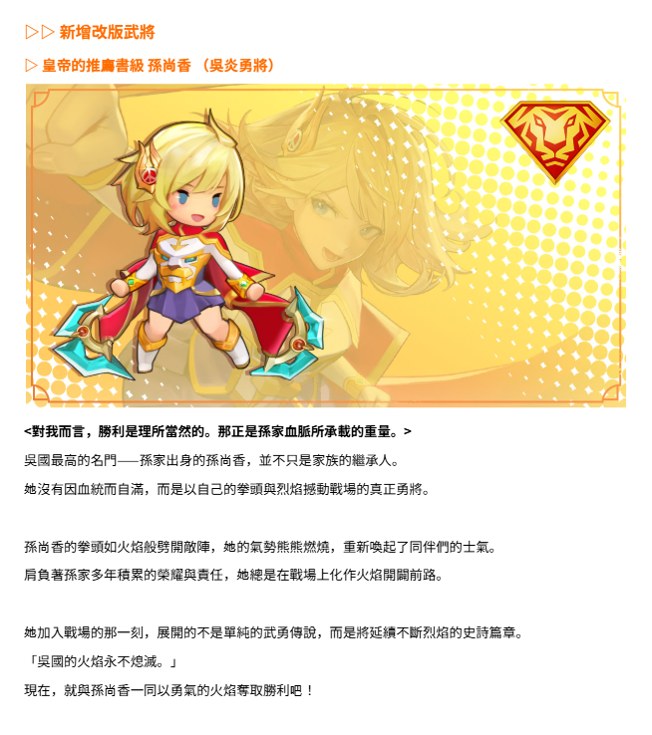 ▷▷ 新增改版武將
▷ 皇帝的推薦書級 孫尚香 （吳炎勇將）
<對我而言，勝利是理所當然的。那正是孫家血脈所承載的重量。>
吳國最高的名門——孫家出身的孫尚香，並不只是家族的繼承人。
她沒有因血統而自滿，而是以自己的拳頭與烈焰撼動戰場的真正勇將。
孫尚香的拳頭如火焰般劈開敵陣，她的氣勢熊熊燃燒，重新喚起了同伴們的士氣。
肩負著孫家多年積累的榮耀與責任，她總是在戰場上化作火焰開闢前路。
她加入戰場的那一刻，展開的不是單純的武勇傳說，而是將延續不斷烈焰的史詩篇章。
「吳國的火焰永不熄滅。」
現在，就與孫尚香一同以勇氣的火焰奪取勝利吧！